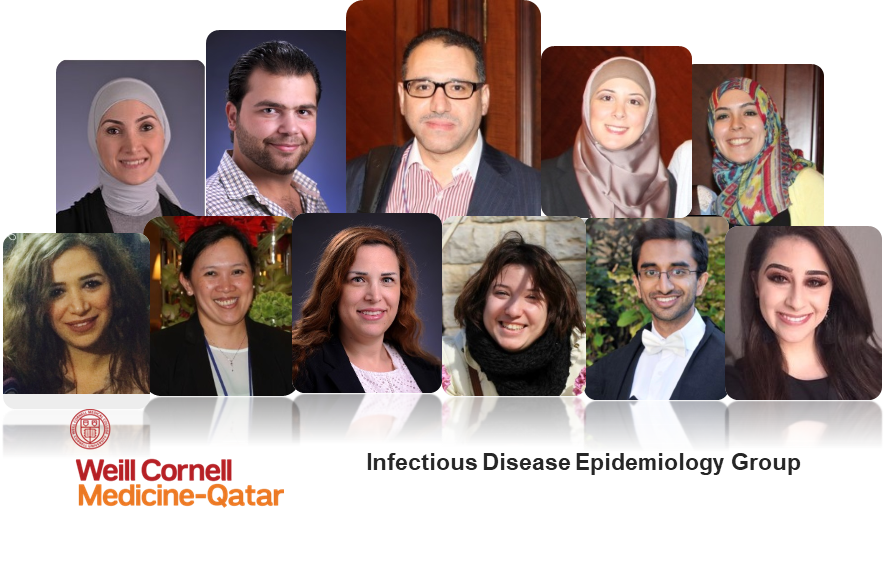 Weill Cornell
Medicine-Qatar
Infectious Disease Epidemiology Group